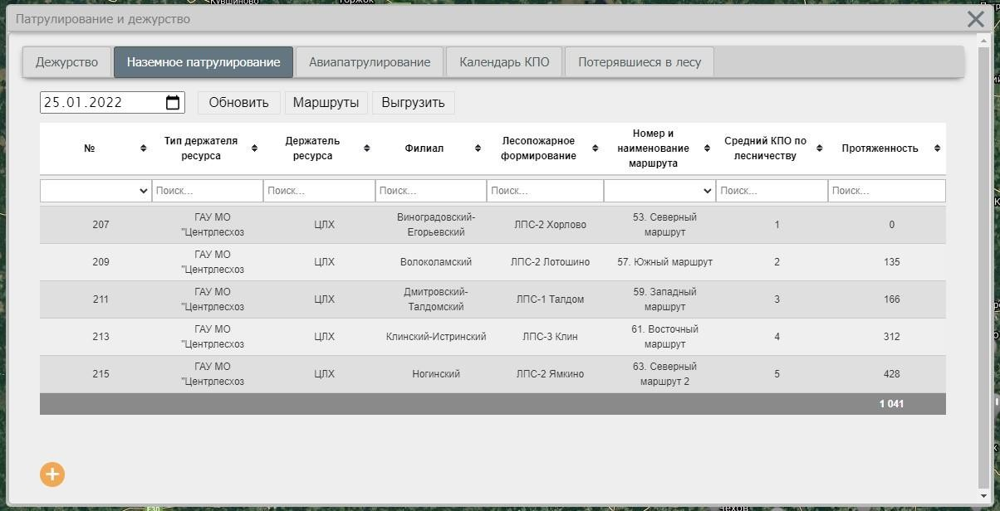 Кувшиново
Торжок
Патрулирование и дежурство
Дежурство Наземное патрулирование Авиапатрулирование Календарь КПО Потерявшиеся в лесу
25.01.2022 Обновить Маршруты Выгрузить
№ Тип держателя ресурса Держатель ресурса Филиал Лесопожарное формирование Номер и наименование маршрута Средний КПО по лесничеству Протяженность
Поиск... Поиск... Поиск... Поиск... Поиск... Поиск...
207 ГАУ МО "Центрлесхоз ЦЛХ Виноградовский-Егорьевский ЛПС-2 Хорлово 53. Северный маршрут 1 0
209 ГАУ МО "Центрлесхоз ЦЛХ Волоколамский ЛПС-2 Лотошино 57. Южный маршрут 2 135
211 ГАУ МО "Центрлесхоз ЦЛХ Дмитровский-Талдомский ЛПС-1 Талдом 59. Западный маршрут 3 166
213 ГАУ МО "Центрлесхоз ЦЛХ Клинский-Истринский ЛПС-3 Клин 61. Восточный маршрут 4 312
215 ГАУ МО "Центрлесхоз ЦЛХ Ногинский ЛПС-2 Ямкино 63. Северный маршрут 2 5 428
1 041
E30
Чехов